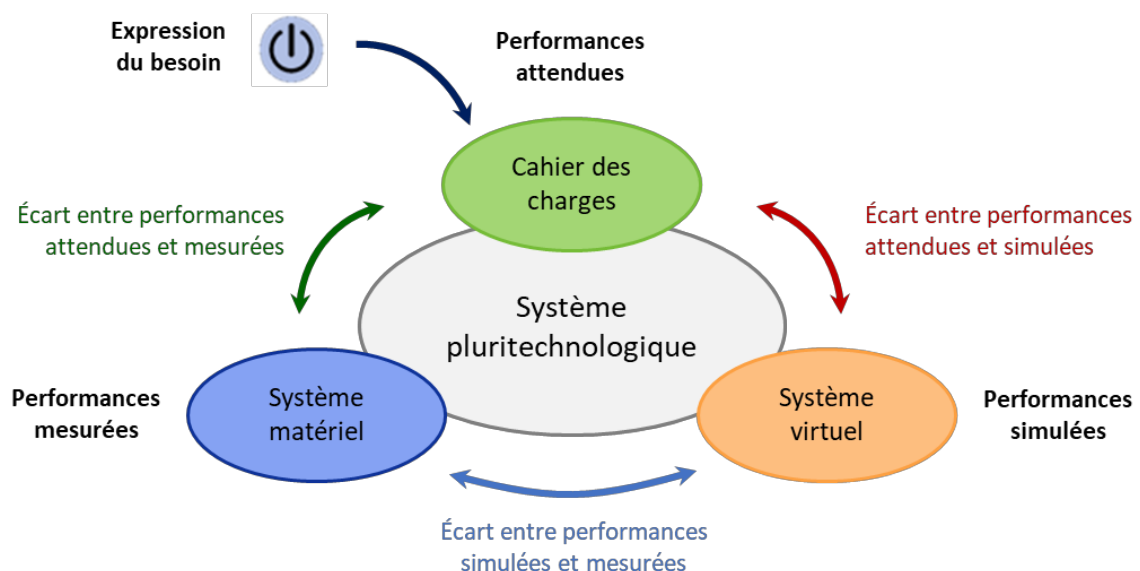 Expression
du besoin
Performances
attendues
Cahier des
charges
Écart entre performances
attendues et mesurées
Écart entre performances
attendues et simulées
Système
pluritechnologique
Performances
mesurées
Système
matériel
Système
virtuel
Performances
simulées
Écart entre performances
simulées et mesurées